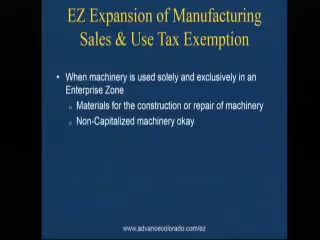 EZ Expansion of Manufacturing
Sales & Use Tax Exemption
• When machinery is used solely and exclusively in an
Enterprise Zone
o Materials for the construction or repair of machinery
o Non-Capitalized machinery okay
www.advancecolorado.com/ez